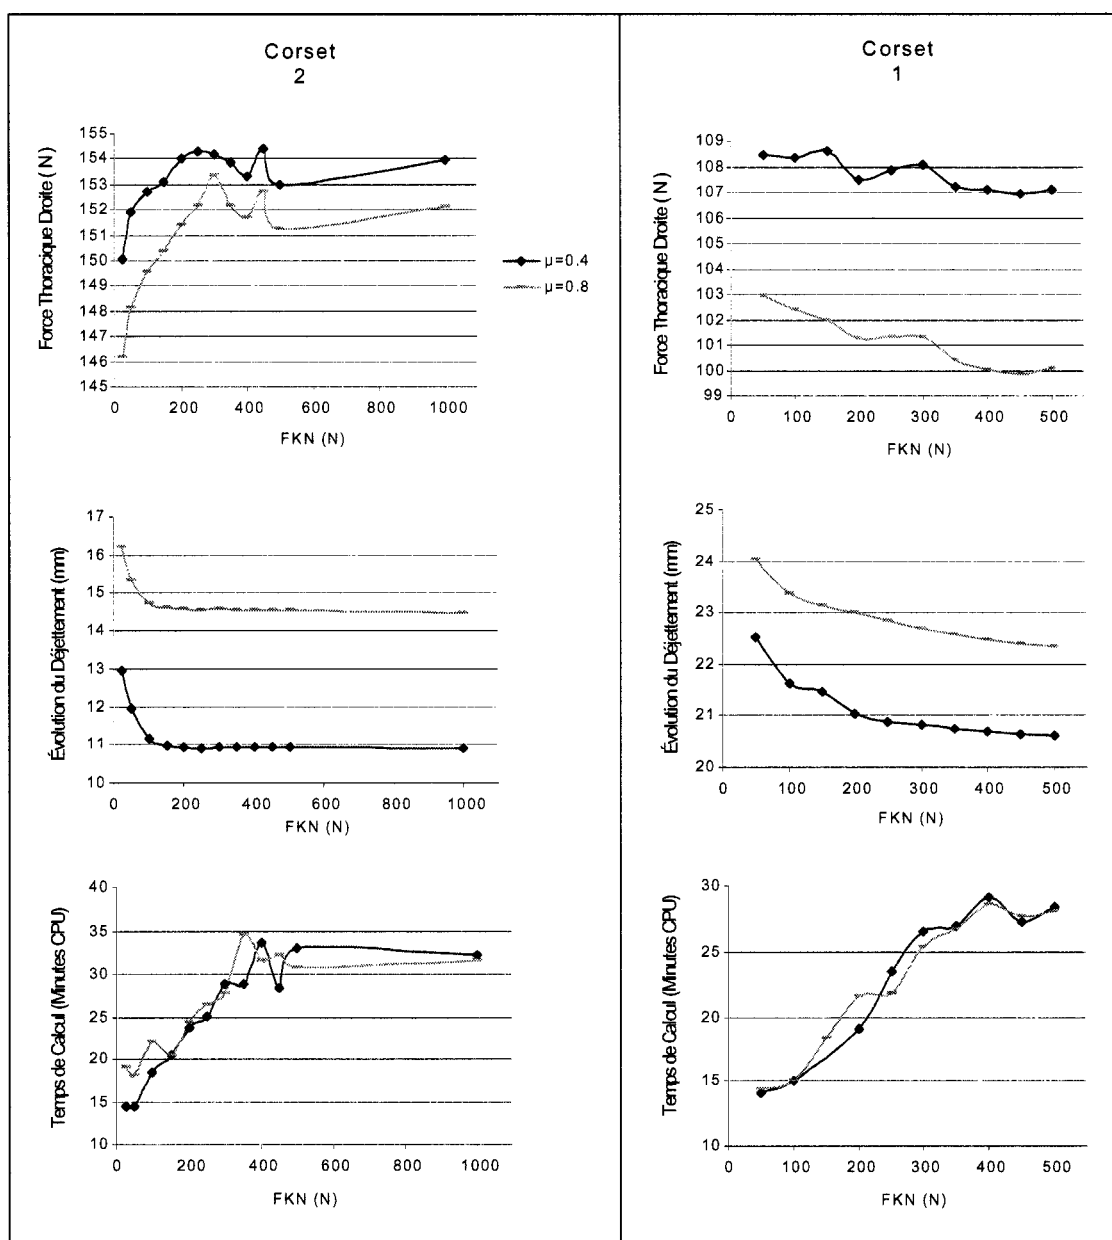 Corset
2
Force Thoracique Droite ( N )
155
154
153
152
151
150
149
148
147
146
145
0 200 400 600 800 1000
FKN (N)
μ=0.4
μ=0.8
Évolution du Déjettement (mm)
17
16
15
14
13
12
11
10
0 200 400 600 800 1000
FKN (N)
Temps de Calcul (Minutes CPU)
40
35
30
25
20
15
10
0 200 400 600 800 1000
FKN (N)
Corset
1
Force Thoracique Droite ( N )
109
108
107
106
105
104
103
102
101
100
99
0 100 200 300 400 500
FKN (N)
Évolution du Déjettement (mm)
25
24
23
22
21
20
0 100 200 300 400 500
FKN (N)
Temps de Calcul (Minutes CPU)
30
25
20
15
10
0 100 200 300 400 500
FKN (N)